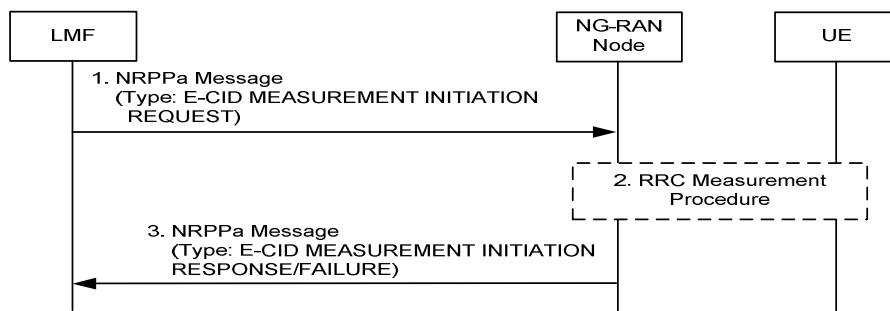 LMF
NG-RAN
Node
UE
1. NRPPa Message
(Type: E-CID MEASUREMENT INITIATION
REQUEST)
2. RRC Measurement
Procedure
3. NRPPa Message
(Type: E-CID MEASUREMENT INITIATION
RESPONSE/FAILURE)